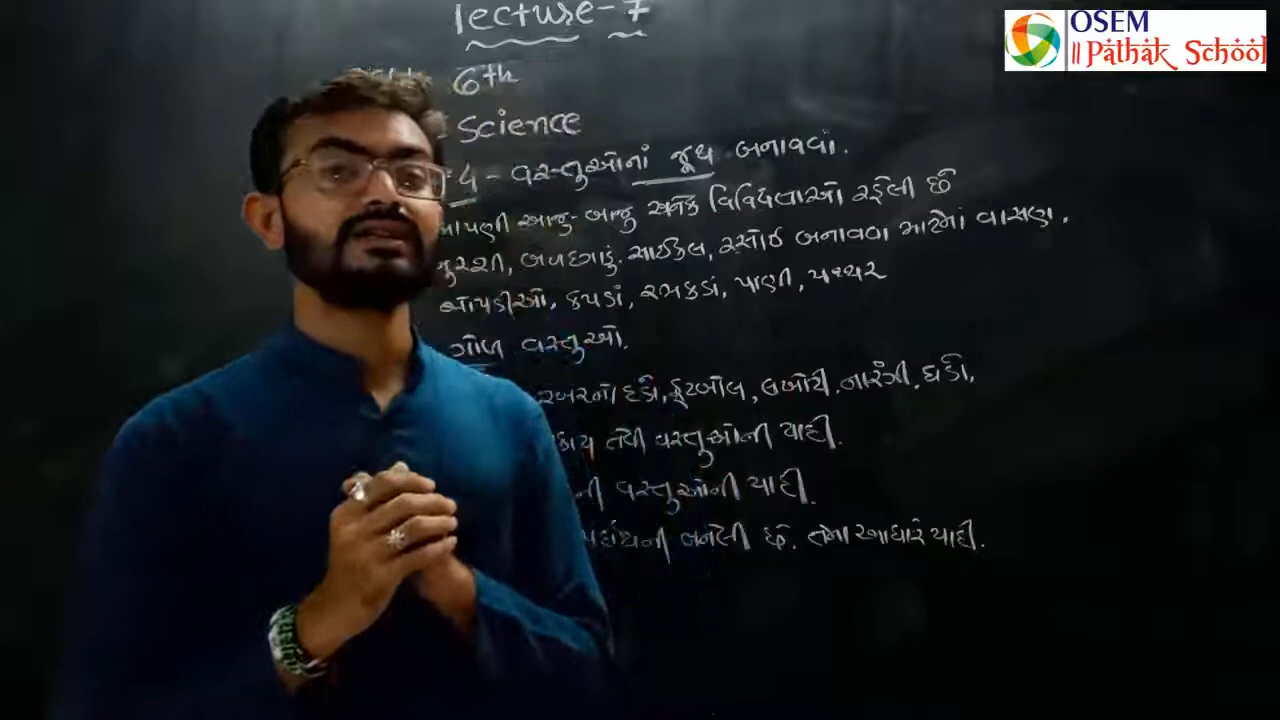 lecture-7
OSEM
|| Pathak School
6th
Science
4 - વસ્તુઓનાં જૂથ બનાવવાં.
આપણી આજુ-બાજુ અનેક વિવિધતાઓ રહેલી છે
ખુરશી, બળદગાડું, સાઈકલ, રસોઈ બનાવવા માટેનાં વાસણ.
ચોપડીઓ, કપડાં, રમકડાં, પાણી, પથ્થર
ગોળ વસ્તુઓ.
રબરનો દડો, ફૂટબોલ, લખોટી, નારંગી, ઘડો,
તેવી વસ્તુઓની યાદી.
ની વસ્તુઓની યાદી.
પદાર્થની બનેલી છે. તેના આધારે યાદી.